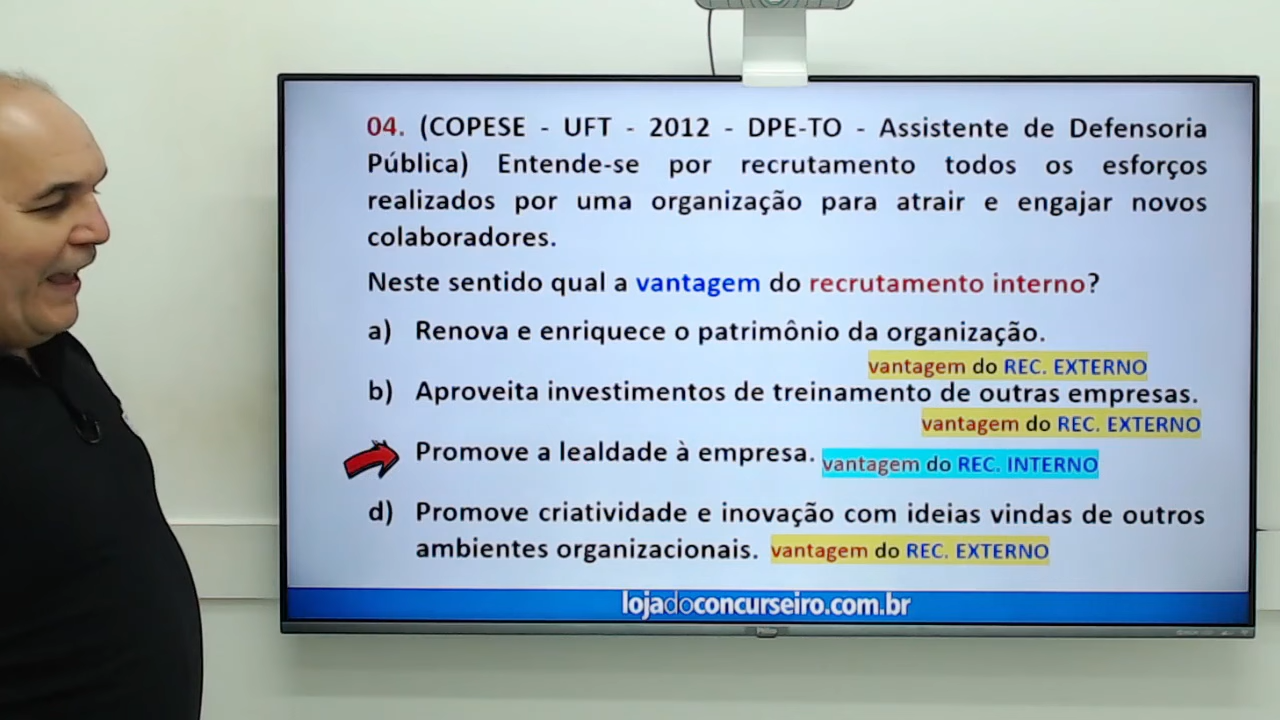 04. (COPESE - UFT - 2012 - DPE-TO - Assistente de Defensoria
Pública) Entende-se por recrutamento todos os esforços
realizados por uma organização para atrair e engajar novos
colaboradores.
Neste sentido qual a vantagem do recrutamento interno?
a) Renova e enriquece o patrimônio da organização.
vantagem do REC. EXTERNO
b) Aproveita investimentos de treinamento de outras empresas.
vantagem do REC. EXTERNO
Promove a lealdade à empresa. vantagem do REC. INTERNO
d) Promove criatividade e inovação com ideias vindas de outros
ambientes organizacionais. vantagem do REC. EXTERNO
lojadoconcurseiro.com.br